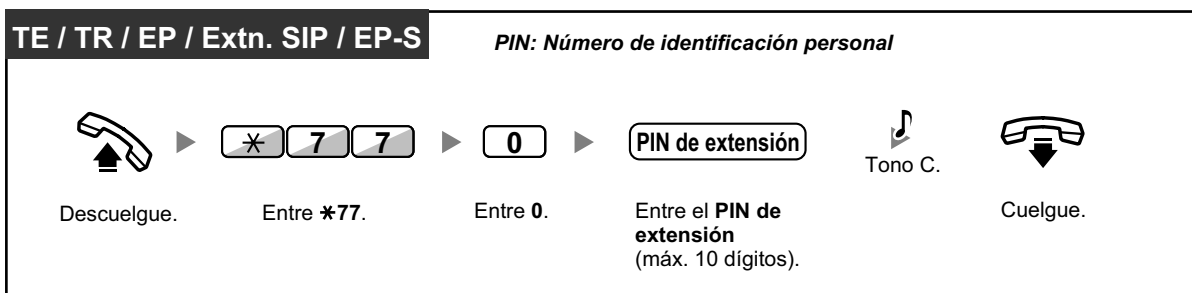 TE / TR / EP / Extn. SIP / EP-S
PIN: Número de identificación personal
* 7 7
0
PIN de extensión
Tono C.
Descuelgue.
Entre *77.
Entre 0.
Entre el PIN de
extensión
(máx. 10 dígitos).
Cuelgue.